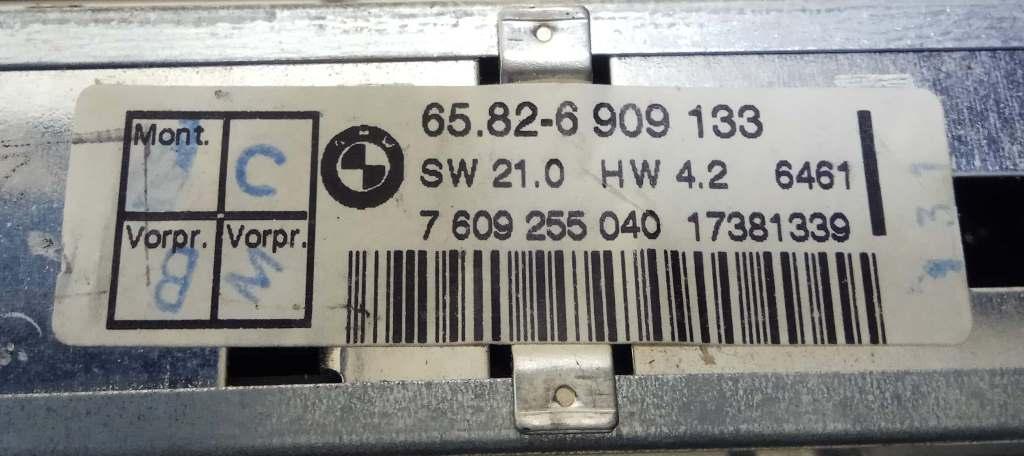 Mont.
C
Vorpr. Vorpr.
B M
BMW
65.82-6 909 133
SW 21.0 HW 4.2 6461
7 609 255 040 17381339